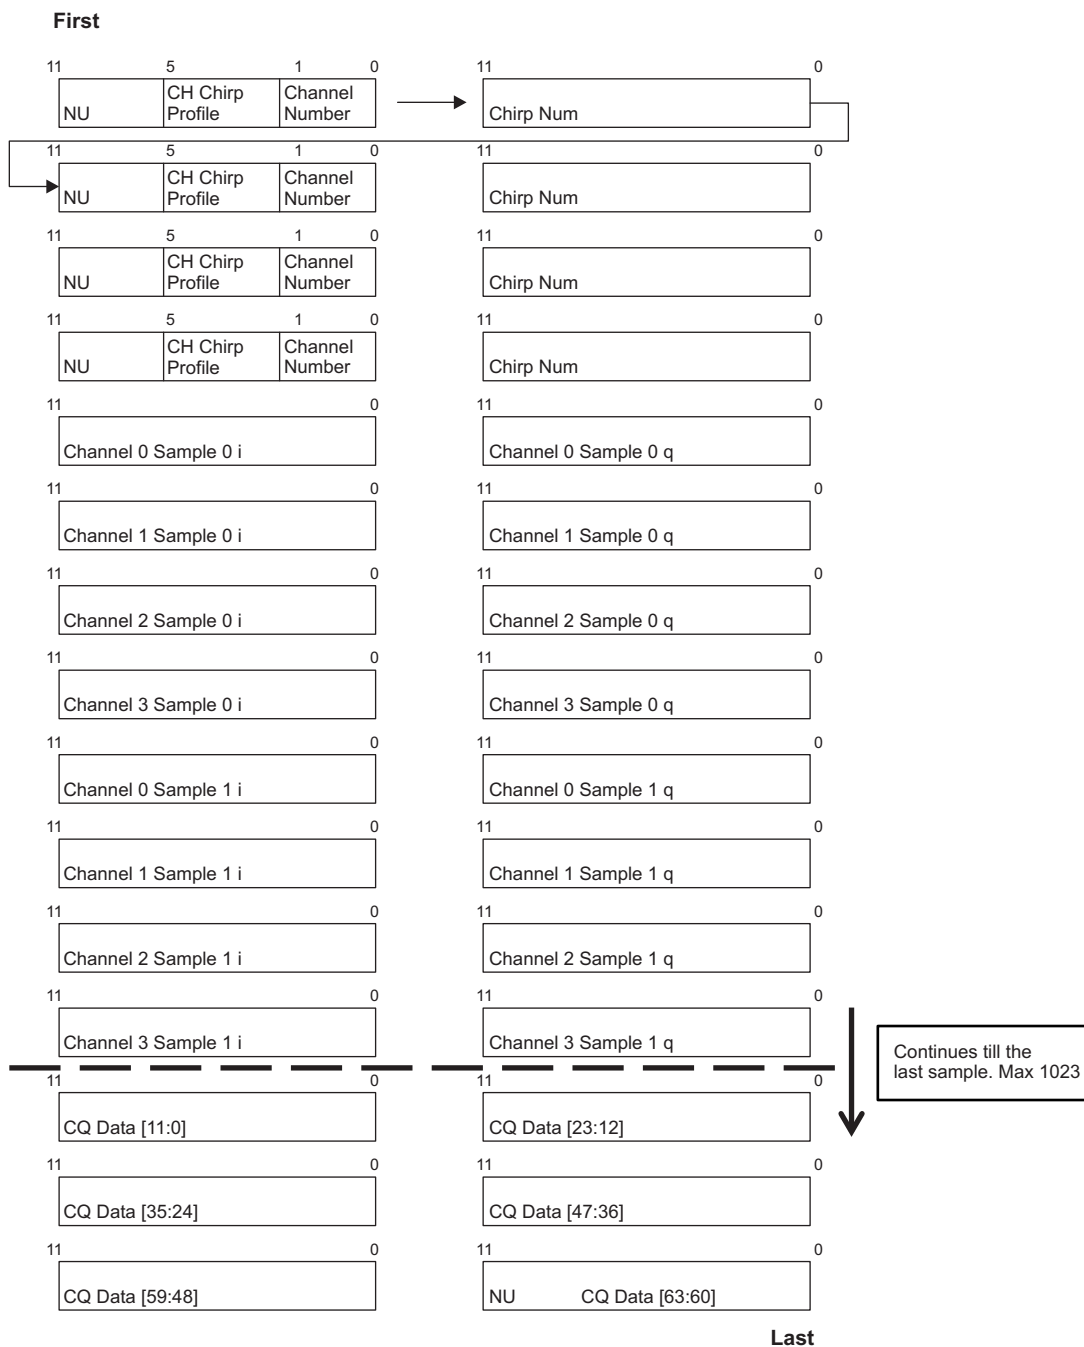 First
11 5 1 0 11 0
NU CH Chirp Profile Channel Number Chirp Num
11 5 1 0 11 0
NU CH Chirp Profile Channel Number Chirp Num
11 5 1 0 11 0
NU CH Chirp Profile Channel Number Chirp Num
11 5 1 0 11 0
NU CH Chirp Profile Channel Number Chirp Num
11 0 11 0
Channel 0 Sample 0 i Channel 0 Sample 0 q
11 0 11 0
Channel 1 Sample 0 i Channel 1 Sample 0 q
11 0 11 0
Channel 2 Sample 0 i Channel 2 Sample 0 q
11 0 11 0
Channel 3 Sample 0 i Channel 3 Sample 0 q
11 0 11 0
Channel 0 Sample 1 i Channel 0 Sample 1 q
11 0 11 0
Channel 1 Sample 1 i Channel 1 Sample 1 q
11 0 11 0
Channel 2 Sample 1 i Channel 2 Sample 1 q
11 0 11 0
Channel 3 Sample 1 i Channel 3 Sample 1 q
Continues till the
last sample. Max 1023
11 0 11 0
CQ Data [11:0] CQ Data [23:12]
11 0 11 0
CQ Data [35:24] CQ Data [47:36]
11 0 11 0
CQ Data [59:48] NU CQ Data [63:60]
Last